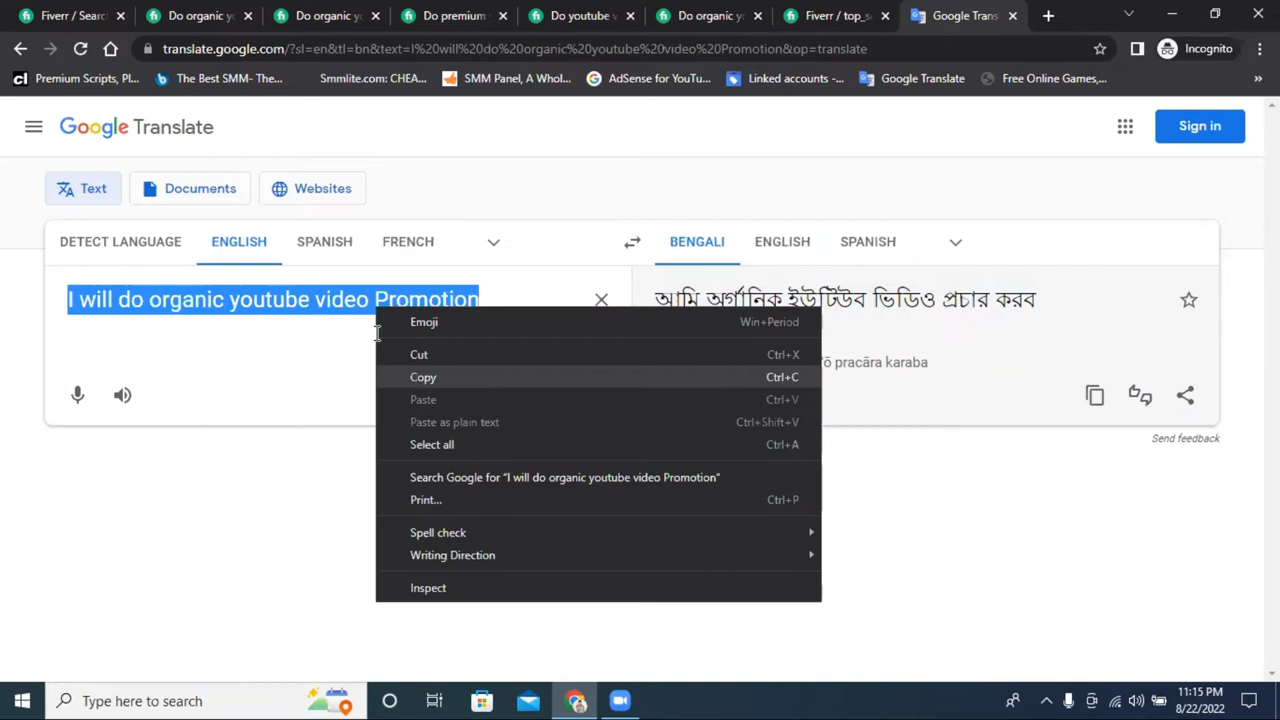 Fiverr / Searc
Do organic yo
Do organic yo
Do premium
Do youtube v
Do organic yo
Fiverr / top_se
Google Trans
Incognito
translate.google.com/?sl=en&tl=bn&text=I%20will%20do%20organic%20youtube%20video%20Promotion&op=translate
Premium Scripts, Pl...
The Best SMM- The...
Smmlite.com: CHEA...
SMM Panel, A Whol...
AdSense for YouTu...
Linked accounts -...
Google Translate
Free Online Games,...
Google Translate
Sign in
Text
Documents
Websites
DETECT LANGUAGE
ENGLISH
SPANISH
FRENCH
BENGALI
ENGLISH
SPANISH
I will do organic youtube video Promotion
আমি অর্গানিক ইউটিউব ভিডিও প্রচার করব
pracāra karaba
Emoji Win+Period
Cut Ctrl+X
Copy Ctrl+C
Paste Ctrl+V
Paste as plain text Ctrl+Shift+V
Select all Ctrl+A
Search Google for “I will do organic youtube video Promotion”
Print... Ctrl+P
Spell check
Writing Direction
Inspect
Send feedback
Type here to search
11:15 PM
8/22/2022